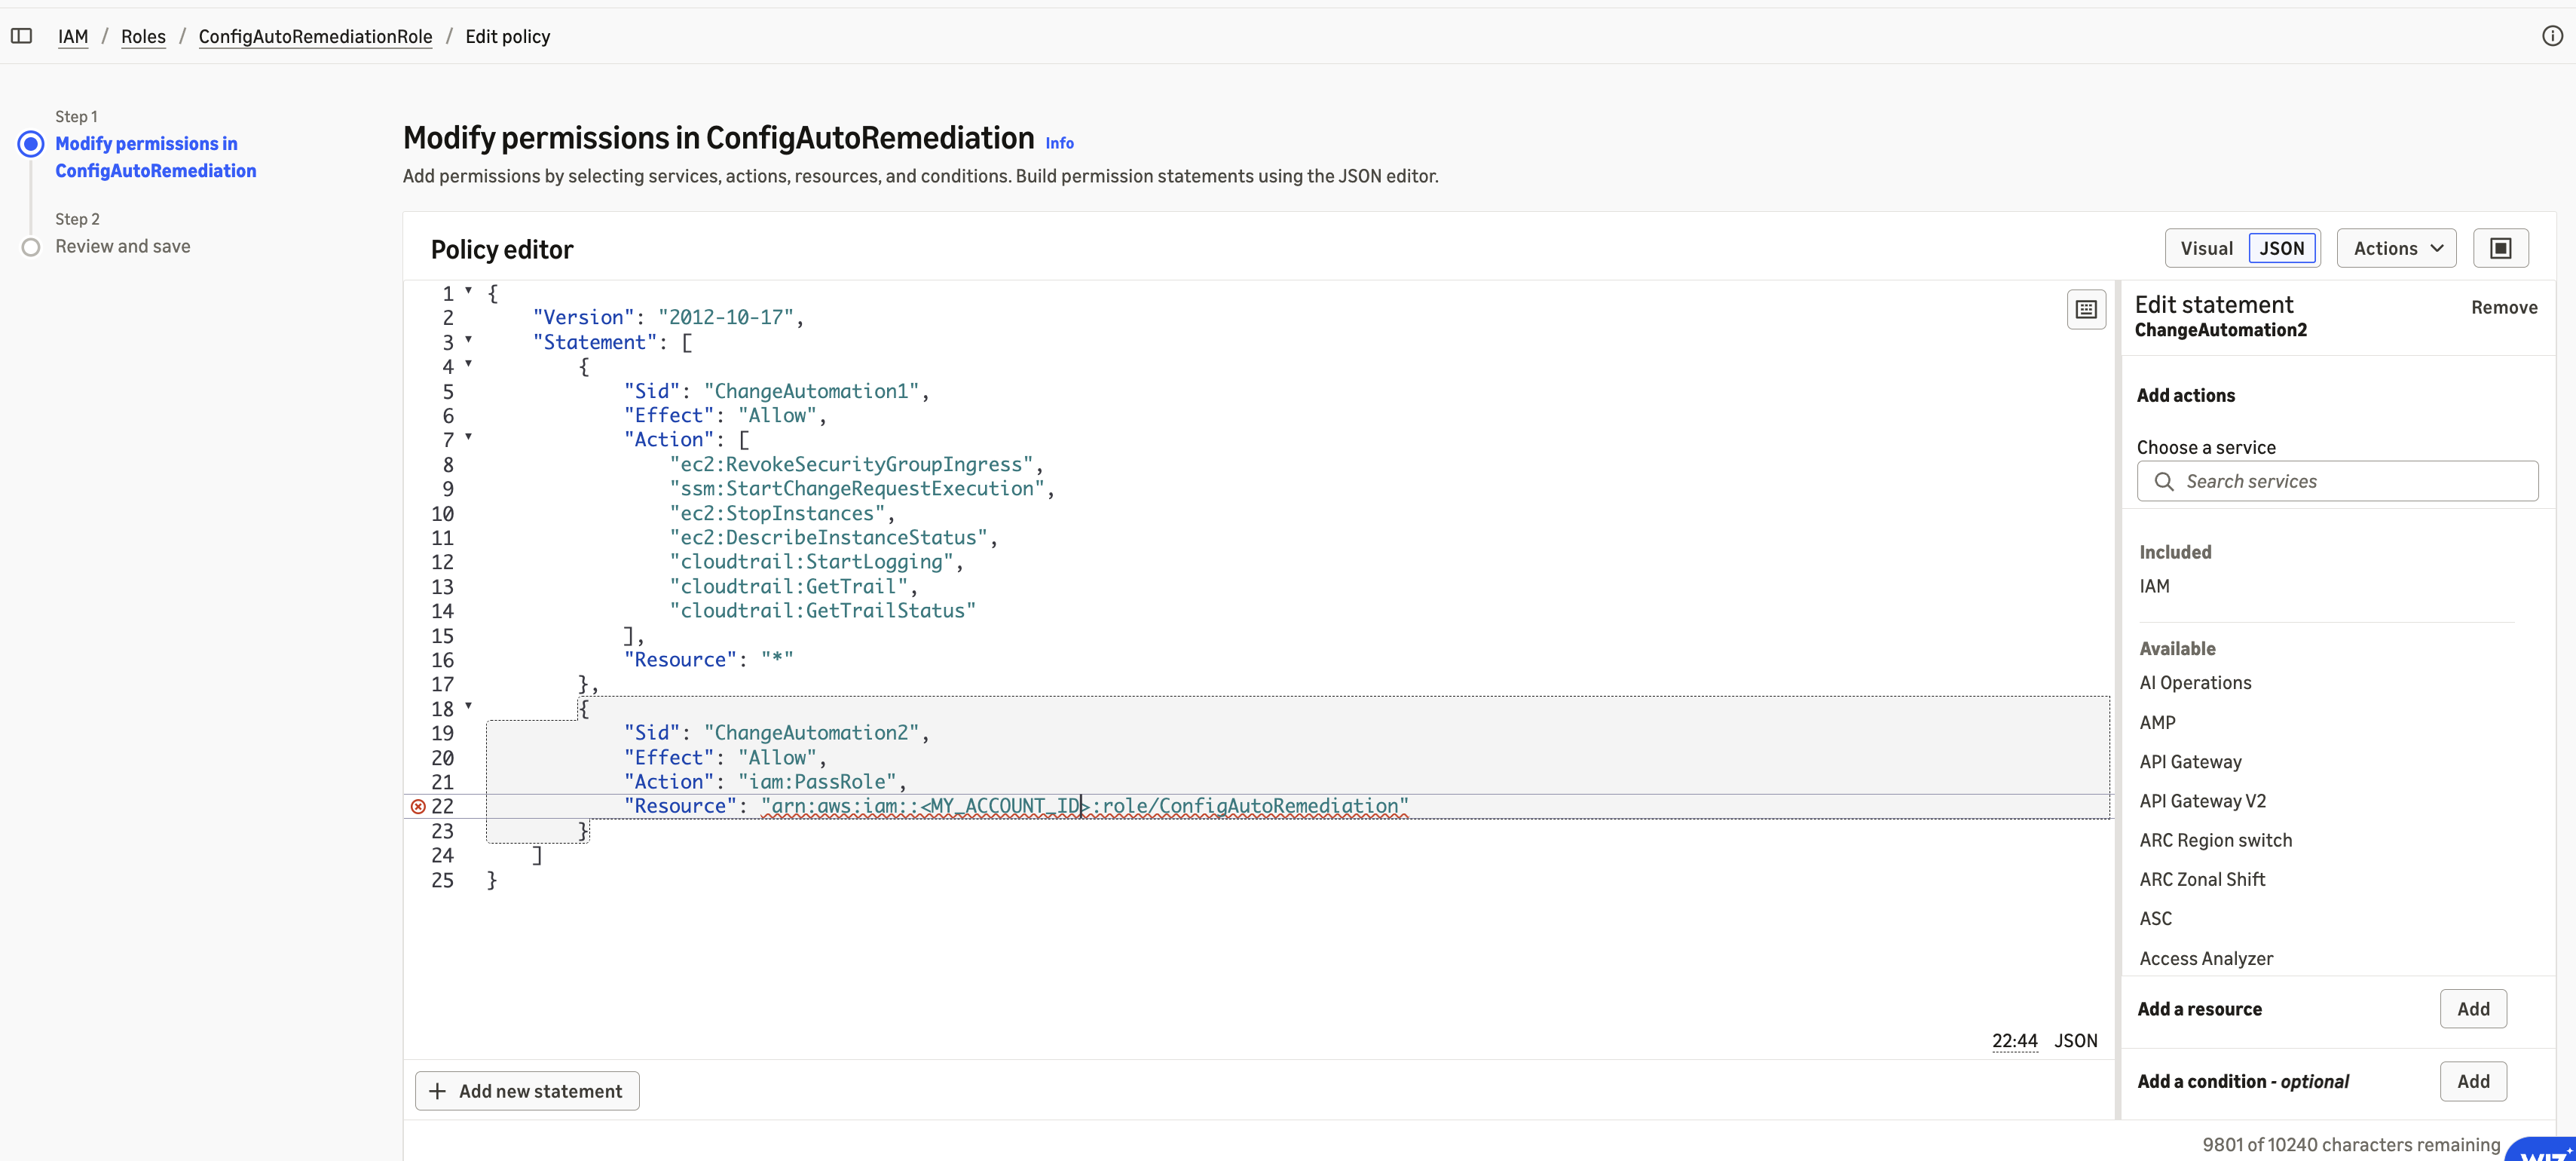 IAM / Roles / ConfigAutoRemediationRole / Edit policy
Step 1
Modify permissions in
ConfigAutoRemediation
Step 2
Review and save
Modify permissions in ConfigAutoRemediation Info
Add permissions by selecting services, actions, resources, and conditions. Build permission statements using the JSON editor.
Policy editor
Visual JSON Actions
1 {
2 "Version": "2012-10-17",
3 "Statement": [
4 {
5 "Sid": "ChangeAutomation1",
6 "Effect": "Allow",
7 "Action": [
8 "ec2:RevokeSecurityGroupIngress",
9 "ssm:StartChangeRequestExecution",
10 "ec2:StopInstances",
11 "ec2:DescribeInstanceStatus",
12 "cloudtrail:StartLogging",
13 "cloudtrail:GetTrail",
14 "cloudtrail:GetTrailStatus"
15 ],
16 "Resource": "*"
17 },
18 {
19 "Sid": "ChangeAutomation2",
20 "Effect": "Allow",
21 "Action": "iam:PassRole",
22 "Resource": "arn:aws:iam::<MY_ACCOUNT_ID>:role/ConfigAutoRemediation"
23 }
24 ]
25 }
22:44 JSON
+ Add new statement
Edit statement Remove
ChangeAutomation2
Add actions
Choose a service
Search services
Included
IAM
Available
AI Operations
AMP
API Gateway
API Gateway V2
ARC Region switch
ARC Zonal Shift
ASC
Access Analyzer
Add a resource Add
Add a condition - optional Add
9801 of 10240 characters remaining